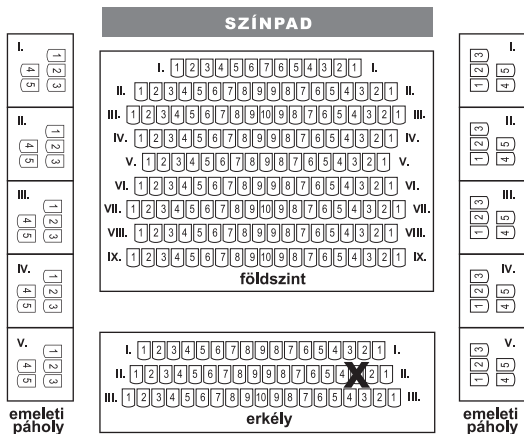 SZÍNPAD
I. 1 2 3 4 5 6 7 6 5 4 3 2 1 I.
II. 1 2 3 4 5 6 7 8 9 9 8 7 6 5 4 3 2 1 II.
III. 1 2 3 4 5 6 7 8 9 10 9 8 7 6 5 4 3 2 1 III.
IV. 1 2 3 4 5 6 7 8 9 9 8 7 6 5 4 3 2 1 IV.
V. 1 2 3 4 5 6 7 8 9 8 7 6 5 4 3 2 1 V.
VI. 1 2 3 4 5 6 7 8 9 9 8 7 6 5 4 3 2 1 VI.
VII. 1 2 3 4 5 6 7 8 9 10 9 8 7 6 5 4 3 2 1 VII.
VIII. 1 2 3 4 5 6 7 8 9 9 8 7 6 5 4 3 2 1 VIII.
IX. 1 2 3 4 5 6 7 8 9 10 9 8 7 6 5 4 3 2 1 IX.
földszint
I. 1 2 3 4 5 6 7 8 9 8 7 6 5 4 3 2 1 I.
II. 1 2 3 4 5 6 7 8 9 9 8 7 6 5 4 X 2 1 II.
III. 1 2 3 4 5 6 7 8 9 10 9 8 7 6 5 4 3 2 1 III.
erkély
I. 1
4 2
5 3
II. 1
4 2
5 3
III. 1
4 2
5 3
IV. 1
4 2
5 3
V. 1
4 2
5 3
emeleti
páholy
I.
3
2 5
1 4
II.
3
2 5
1 4
III.
3
2 5
1 4
IV.
3
2 5
1 4
V.
3
2 5
1 4
emeleti
páholy